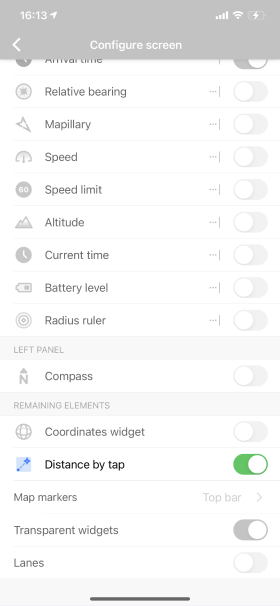 16:13
Configure screen
Arrival time
Relative bearing
Mapillary
Speed
60 Speed limit
Altitude
Current time
Battery level
Radius ruler
LEFT PANEL
N Compass
REMAINING ELEMENTS
Coordinates widget
Distance by tap
Map markers Top bar
Transparent widgets
Lanes